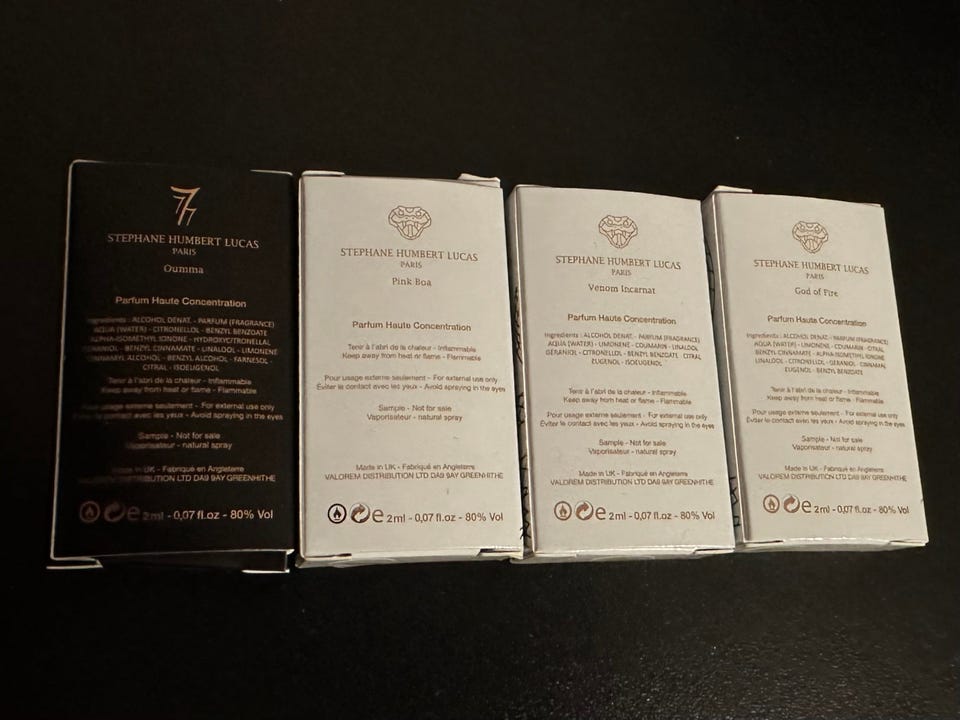 77
STEPHANE HUMBERT LUCAS
PARIS
Oumma
Parfum Haute Concentration
Ingredients : ALCOHOL DENAT. - PARFUM (FRAGRANCE)
AQUA (WATER) - CITRONELLOL - BENZYL BENZOATE
ALPHA-ISOMETHYL IONONE - HYDROXYCITRONELLAL
GERANIOL - BENZYL CINNAMATE - LINALOOL - LIMONENE
CINNAMYL ALCOHOL - BENZYL ALCOHOL - FARNESOL -
CITRAL - ISOEUGENOL
Tenir à l'abri de la chaleur - Inflammable
Keep away from heat or flame - Flammable
Pour usage externe seulement - For external use only
Éviter le contact avec les yeux - Avoid spraying in the eyes
Sample - Not for sale
Vaporisateur - natural spray
Made in UK - Fabriqué en Angleterre
VALOREM DISTRIBUTION LTD DA9 9AY GREENHITHE
e 2ml - 0,07 fl.oz - 80% Vol
STEPHANE HUMBERT LUCAS
PARIS
Pink Boa
Parfum Haute Concentration
Tenir à l'abri de la chaleur - Inflammable
Keep away from heat or flame - Flammable
Pour usage externe seulement - For external use only
Éviter le contact avec les yeux - Avoid spraying in the eyes
Sample - Not for sale
Vaporisateur - natural spray
Made in UK - Fabriqué en Angleterre
VALOREM DISTRIBUTION LTD DA9 9AY GREENHITHE
e 2ml - 0,07 fl.oz - 80% Vol
STEPHANE HUMBERT LUCAS
PARIS
Venom Incarnat
Parfum Haute Concentration
Ingredients : ALCOHOL DENAT. - PARFUM (FRAGRANCE)
AQUA (WATER) - LIMONENE - COUMARIN - LINALOOL
GERANIOL - CITRONELLOL - BENZYL BENZOATE - CITRAL
EUGENOL - ISOEUGENOL
Tenir à l'abri de la chaleur - Inflammable
Keep away from heat or flame - Flammable
Pour usage externe seulement - For external use only
Éviter le contact avec les yeux - Avoid spraying in the eyes
Sample - Not for sale
Vaporisateur - natural spray
Made in UK - Fabriqué en Angleterre
VALOREM DISTRIBUTION LTD DA9 9AY GREENHITHE
e 2ml - 0,07 fl.oz - 80% Vol
STEPHANE HUMBERT LUCAS
PARIS
God of Fire
Parfum Haute Concentration
Ingredients : ALCOHOL DENAT. - PARFUM (FRAGRANCE)
AQUA (WATER) - LIMONENE - COUMARIN - CITRAL
BENZYL CINNAMATE - ALPHA-ISOMETHYL IONONE
LINALOOL - CITRONELLOL - GERANIOL - CINNAMAL
EUGENOL - BENZYL BENZOATE
Tenir à l'abri de la chaleur - Inflammable
Keep away from heat or flame - Flammable
Pour usage externe seulement - For external use only
Éviter le contact avec les yeux - Avoid spraying in the eyes
Sample - Not for sale
Vaporisateur - natural spray
Made in UK - Fabriqué en Angleterre
VALOREM DISTRIBUTION LTD DA9 9AY GREENHITHE
e 2ml - 0,07 fl.oz - 80% Vol